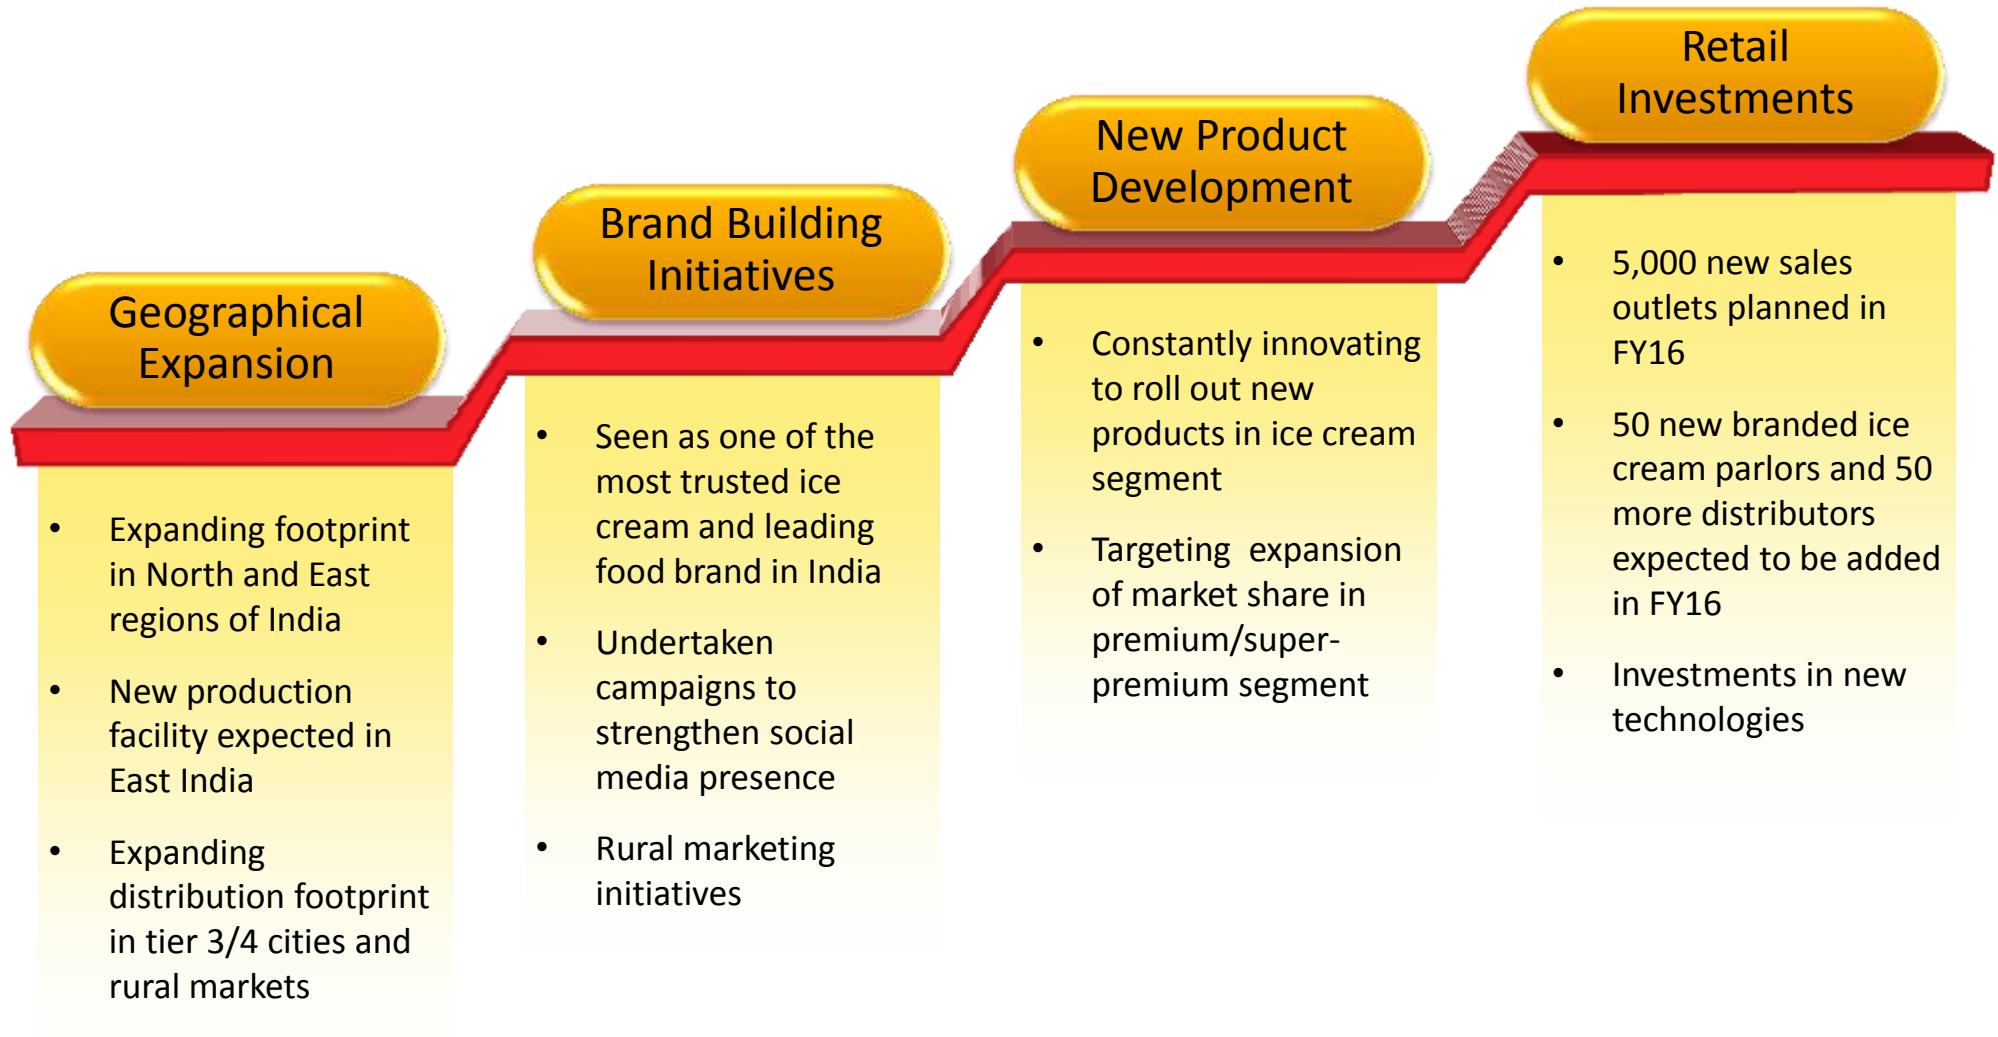 Geographical
Expansion
• Expanding footprint
in North and East
regions of India
• New production
facility expected in
East India
• Expanding
distribution footprint
in tier 3/4 cities and
rural markets
Brand Building
Initiatives
• Seen as one of the
most trusted ice
cream and leading
food brand in India
• Undertaken
campaigns to
strengthen social
media presence
• Rural marketing
initiatives
New Product
Development
• Constantly innovating
to roll out new
products in ice cream
segment
• Targeting expansion
of market share in
premium/super-
premium segment
Retail
Investments
• 5,000 new sales
outlets planned in
FY16
• 50 new branded ice
cream parlors and 50
more distributors
expected to be added
in FY16
• Investments in new
technologies